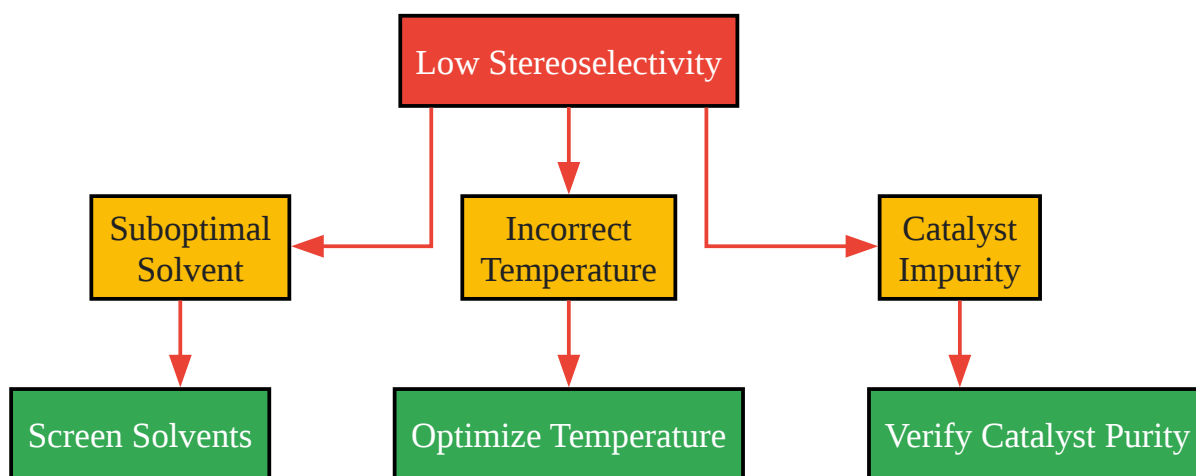 Low Stereoselectivity
Suboptimal
Solvent
Incorrect
Temperature
Catalyst
Impurity
Screen Solvents
Optimize Temperature
Verify Catalyst Purity